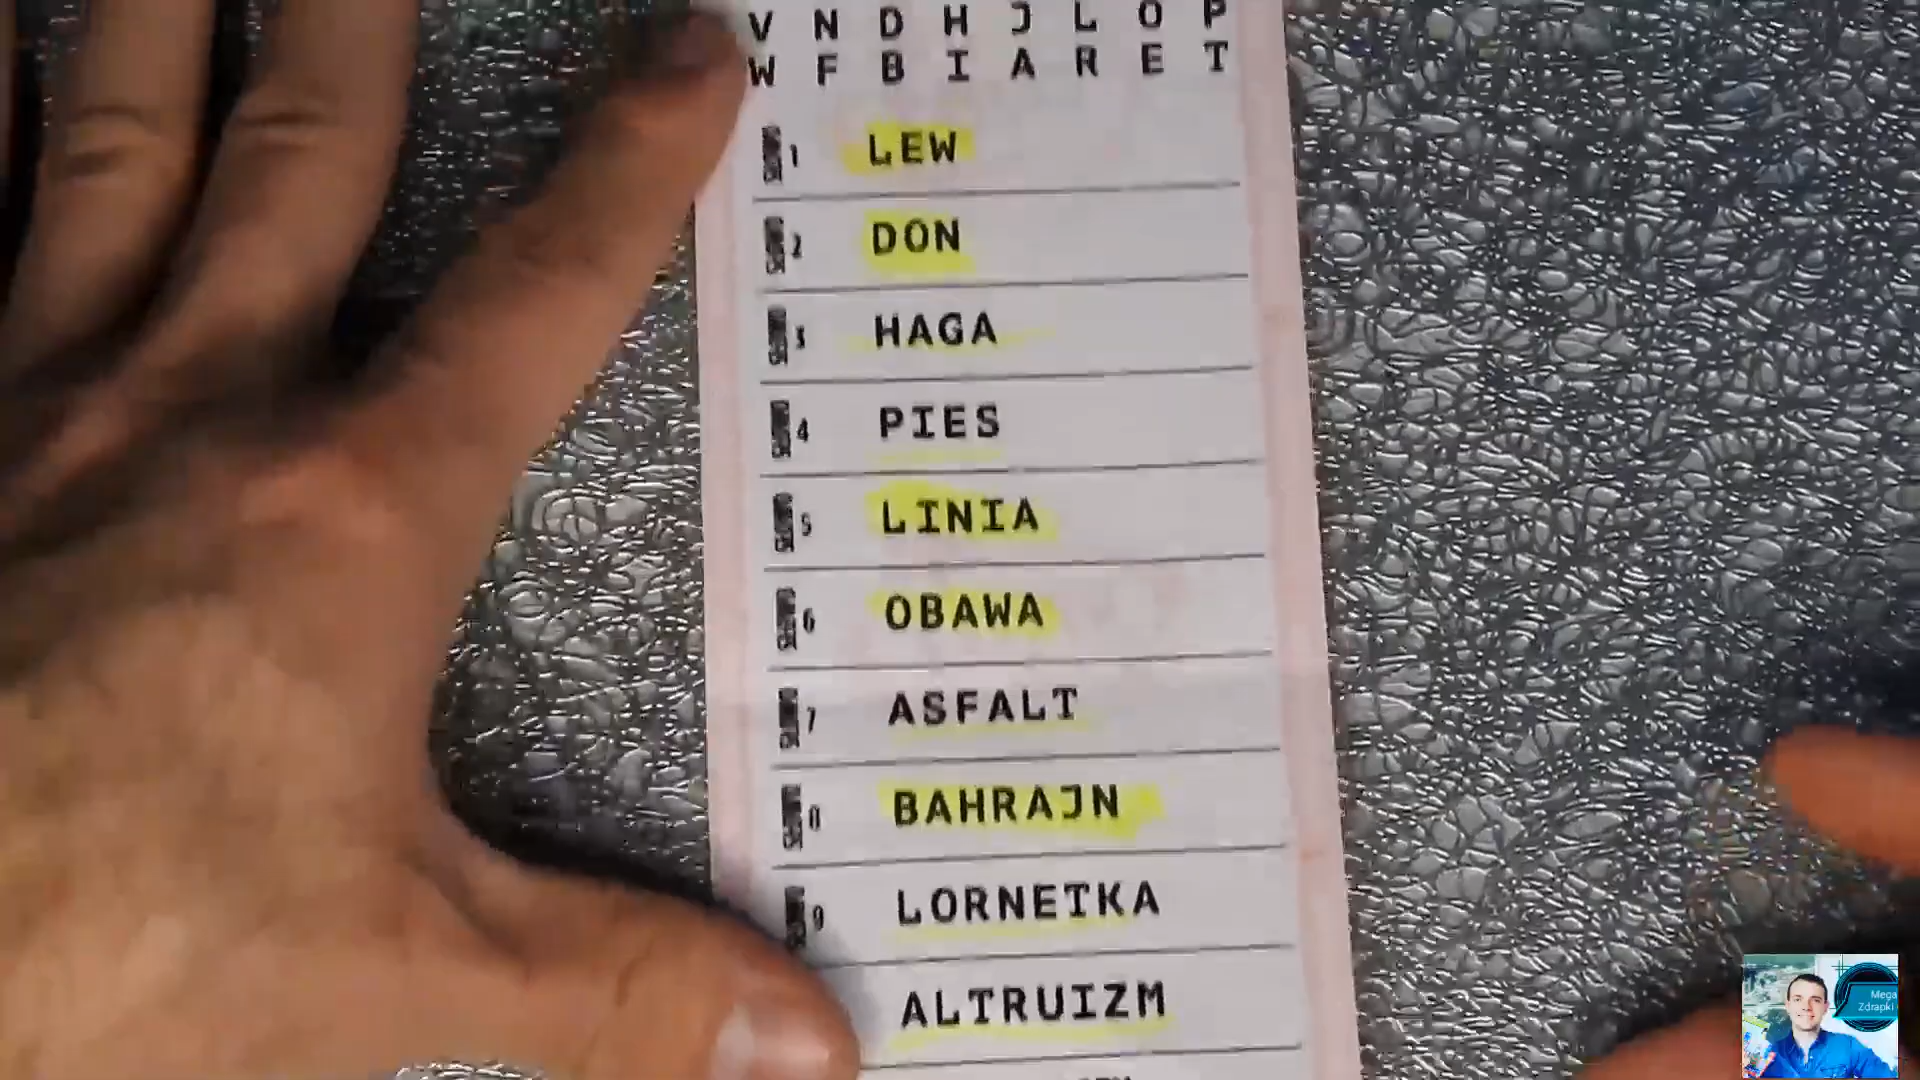 V N D H J L O P
W F B I A R E T
1 LEW
2 DON
3 HAGA
4 PIES
5 LINIA
6 OBAWA
7 ASFALT
8 BAHRAJN
9 LORNETKA
ALTRUIZM
Mega
Zdrapki